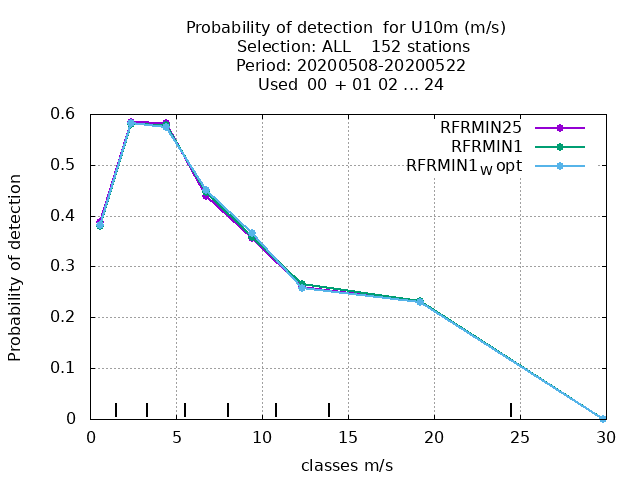 Probability of detection for U10m (m/s)
Selection: ALL 152 stations
Period: 20200508-20200522
Used 00 + 01 02 ... 24
RFRMIN25
RFRMIN1
RFRMIN1W opt
Probability of detection
0.6
0.5
0.4
0.3
0.2
0.1
0
0 5 10 15 20 25 30
classes m/s